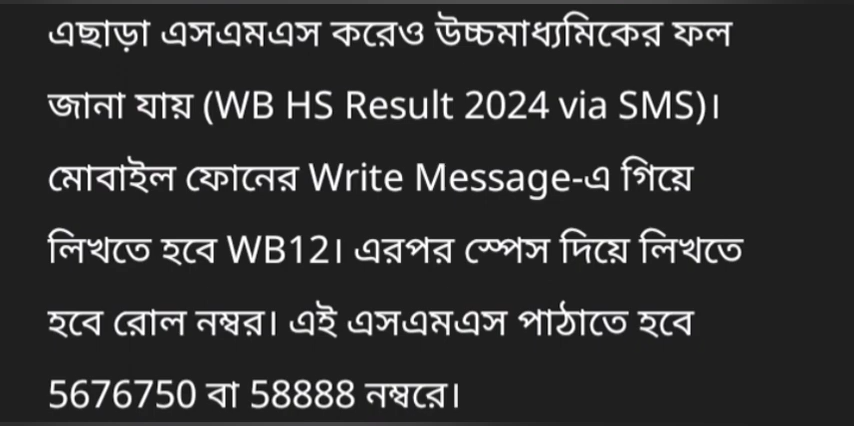 এছাড়া এসএমএস করেও উচ্চমাধ্যমিকের ফল
জানা যায় (WB HS Result 2024 via SMS)।
মোবাইল ফোনের Write Message-এ গিয়ে
লিখতে হবে WB12। এরপর স্পেস দিয়ে লিখতে
হবে রোল নম্বর। এই এসএমএস পাঠাতে হবে
5676750 বা 58888 নম্বরে।